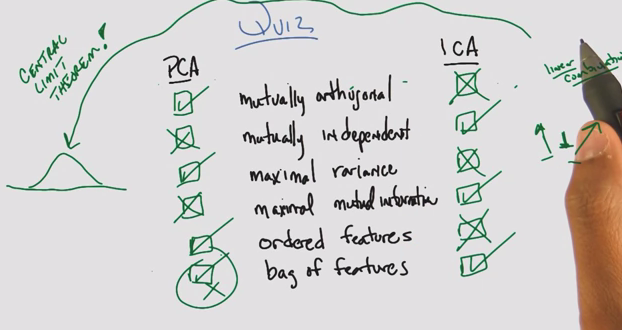 QUIZ
CENTRAL
LIMIT
THEOREM!
PCA
ICA
linear
combination
mutually orthogonal
mutually independent
maximal variance
maximal mutual information
ordered features
bag of features